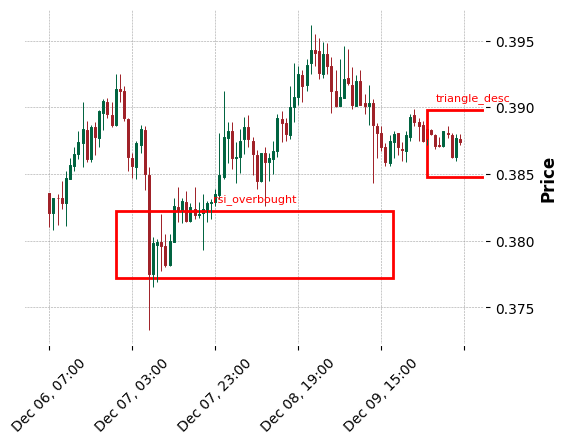 0.395
triangle_desc
0.390
0.385
rsi_overbought
0.380
0.375
Price
Dec 06, 07:00
Dec 07, 03:00
Dec 07, 23:00
Dec 08, 19:00
Dec 09, 15:00